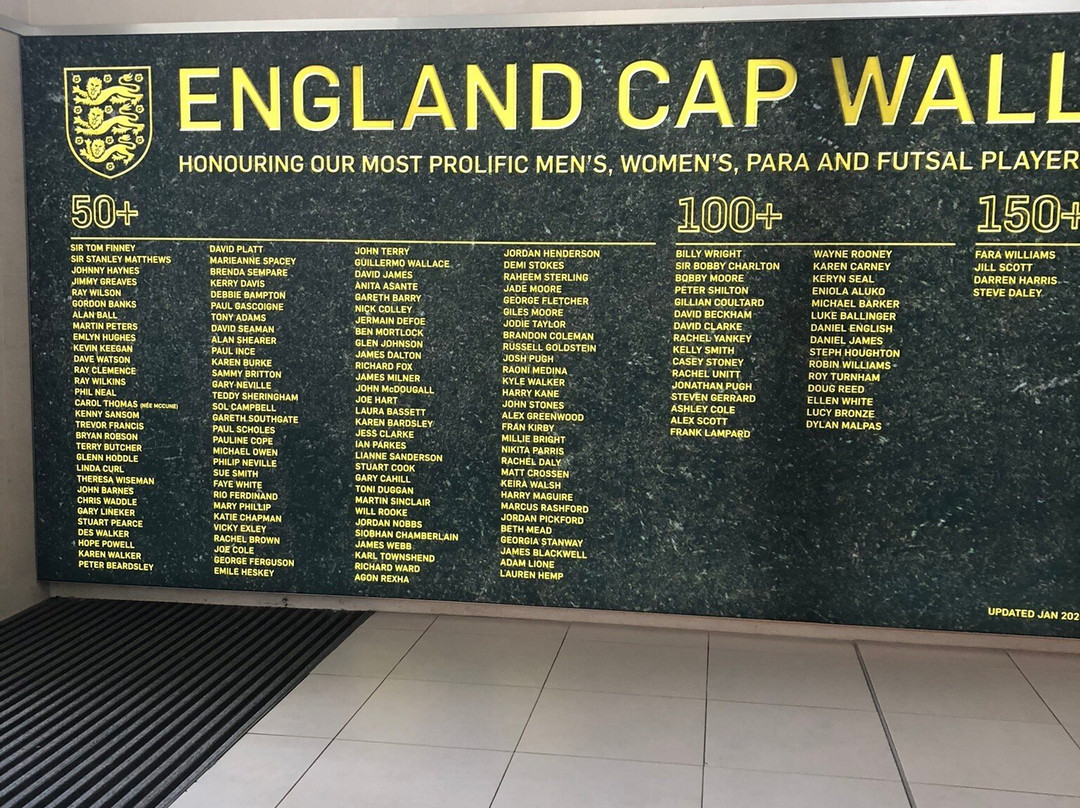 ENGLAND CAP WALL
HONOURING OUR MOST PROLIFIC MEN'S, WOMEN'S, PARA AND FUTSAL PLAYER
50+
SIR TOM FINNEY
SIR STANLEY MATTHEWS
JOHNNY HAYNES
JIMMY GREAVES
RAY WILSON
GORDON BANKS
ALAN BALL
MARTIN PETERS
EMLYN HUGHES
KEVIN KEEGAN
DAVE WATSON
RAY CLEMENCE
RAY WILKINS
PHIL NEAL
CAROL THOMAS (NÉE MCCUNE)
KENNY SANSOM
TREVOR FRANCIS
BRYAN ROBSON
TERRY BUTCHER
GLENN HODDLE
LINDA CURL
THERESA WISEMAN
JOHN BARNES
CHRIS WADDLE
GARY LINEKER
STUART PEARCE
DES WALKER
HOPE POWELL
KAREN WALKER
PETER BEARDSLEY
DAVID PLATT
MARIEANNE SPACEY
BRENDA SEMPARE
KERRY DAVIS
DEBBIE BAMPTON
PAUL GASCOIGNE
TONY ADAMS
DAVID SEAMAN
ALAN SHEARER
PAUL INCE
KAREN BURKE
SAMMY BRITTON
GARY NEVILLE
TEDDY SHERINGHAM
SOL CAMPBELL
GARETH SOUTHGATE
PAUL SCHOLES
PAULINE COPE
MICHAEL OWEN
PHILIP NEVILLE
SUE SMITH
FAYE WHITE
RIO FERDINAND
MARY PHILLIP
KATIE CHAPMAN
VICKY EXLEY
RACHEL BROWN
JOE COLE
GEORGE FERGUSON
EMILE HESKEY
JOHN TERRY
GUILLERMO WALLACE
DAVID JAMES
ANITA ASANTE
GARETH BARRY
NICK COLLEY
JERMAIN DEFOE
BEN MORTLOCK
GLEN JOHNSON
JAMES DALTON
RICHARD FOX
JAMES MILNER
JOHN McDOUGALL
JOE HART
LAURA BASSETT
KAREN BARDSLEY
JESS CLARKE
IAN PARKES
LIANNE SANDERSON
STUART COOK
GARY CAHILL
TONI DUGGAN
MARTIN SINCLAIR
WILL ROOKE
JORDAN NOBBS
SIOBHAN CHAMBERLAIN
JAMES WEBB
KARL TOWNSHEND
RICHARD WARD
AGON REXHA
JORDAN HENDERSON
DEMI STOKES
RAHEEM STERLING
JADE MOORE
GEORGE FLETCHER
GILES MOORE
JODIE TAYLOR
BRANDON COLEMAN
RUSSELL GOLDSTEIN
JOSH PUGH
RAONI MEDINA
KYLE WALKER
HARRY KANE
JOHN STONES
ALEX GREENWOOD
FRAN KIRBY
MILLIE BRIGHT
NIKITA PARRIS
RACHEL DALY
MATT CROSSEN
KEIRA WALSH
HARRY MAGUIRE
MARCUS RASHFORD
JORDAN PICKFORD
BETH MEAD
GEORGIA STANWAY
JAMES BLACKWELL
ADAM LIONE
LAUREN HEMP
100+
BILLY WRIGHT
SIR BOBBY CHARLTON
BOBBY MOORE
PETER SHILTON
GILLIAN COULTARD
DAVID BECKHAM
DAVID CLARKE
RACHEL YANKEY
KELLY SMITH
CASEY STONEY
RACHEL UNITT
JONATHAN PUGH
STEVEN GERRARD
ASHLEY COLE
ALEX SCOTT
FRANK LAMPARD
WAYNE ROONEY
KAREN CARNEY
KERYN SEAL
ENIOLA ALUKO
MICHAEL BARKER
LUKE BALLINGER
DANIEL ENGLISH
DANIEL JAMES
STEPH HOUGHTON
ROBIN WILLIAMS
ROY TURNHAM
DOUG REED
ELLEN WHITE
LUCY BRONZE
DYLAN MALPAS
150+
FARA WILLIAMS
JILL SCOTT
DARREN HARRIS
STEVE DALEY
UPDATED JAN 202